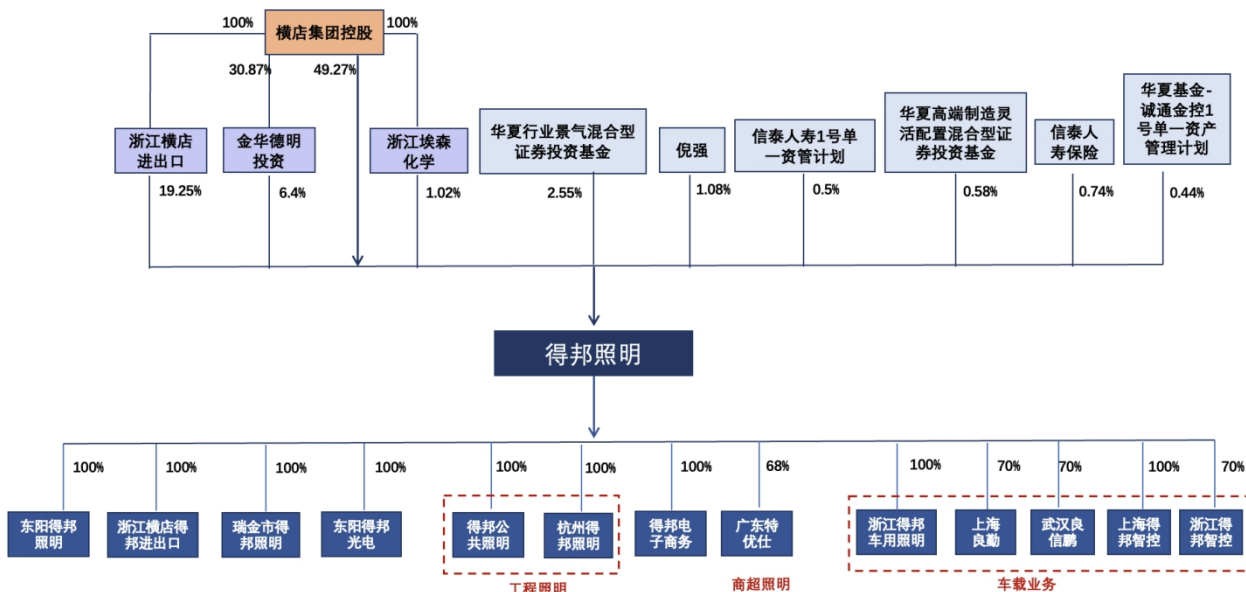 100%
横店集团控股
100%
30.87%
49.27%
浙江横店
进出口
金华德明
投资
浙江埃森
化学
华夏行业景气混合型
证券投资基金
倪强
信泰人寿1号单
一资管计划
华夏高端制造灵
活配置混合型证
券投资基金
信泰人
寿保险
华夏基金-
诚通金控1
号单一资产
管理计划
19.25%
6.4%
1.02%
2.55%
1.08%
0.5%
0.58%
0.74%
0.44%
得邦照明
100%
100%
100%
100%
100%
100%
100%
68%
100%
70%
70%
100%
70%
东阳得邦
照明
浙江横店得
邦进出口
瑞金市得
邦照明
东阳得邦
光电
得邦公
共照明
杭州得
邦照明
得邦电
子商务
广东特
优仕
浙江得邦
车用照明
上海
良勤
武汉良
信鹏
上海得
邦智控
浙江得
邦智控
工程照明
商超照明
车载业务